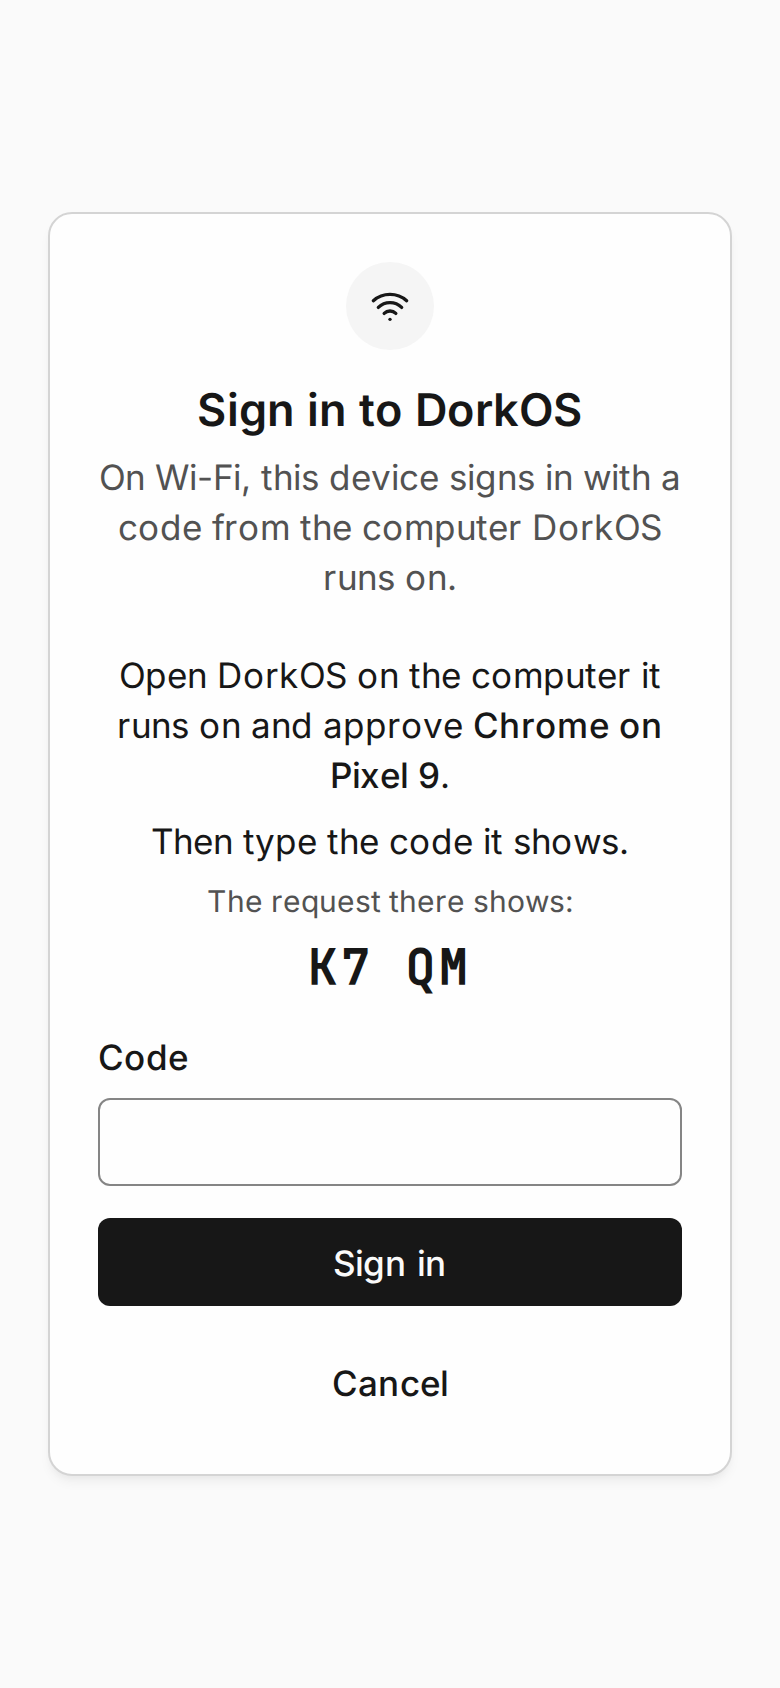 Sign in to DorkOS
On Wi-Fi, this device signs in with a
code from the computer DorkOS
runs on.
Open DorkOS on the computer it
runs on and approve Chrome on
Pixel 9.
Then type the code it shows.
The request there shows:
K7 QM
Code
Sign in
Cancel